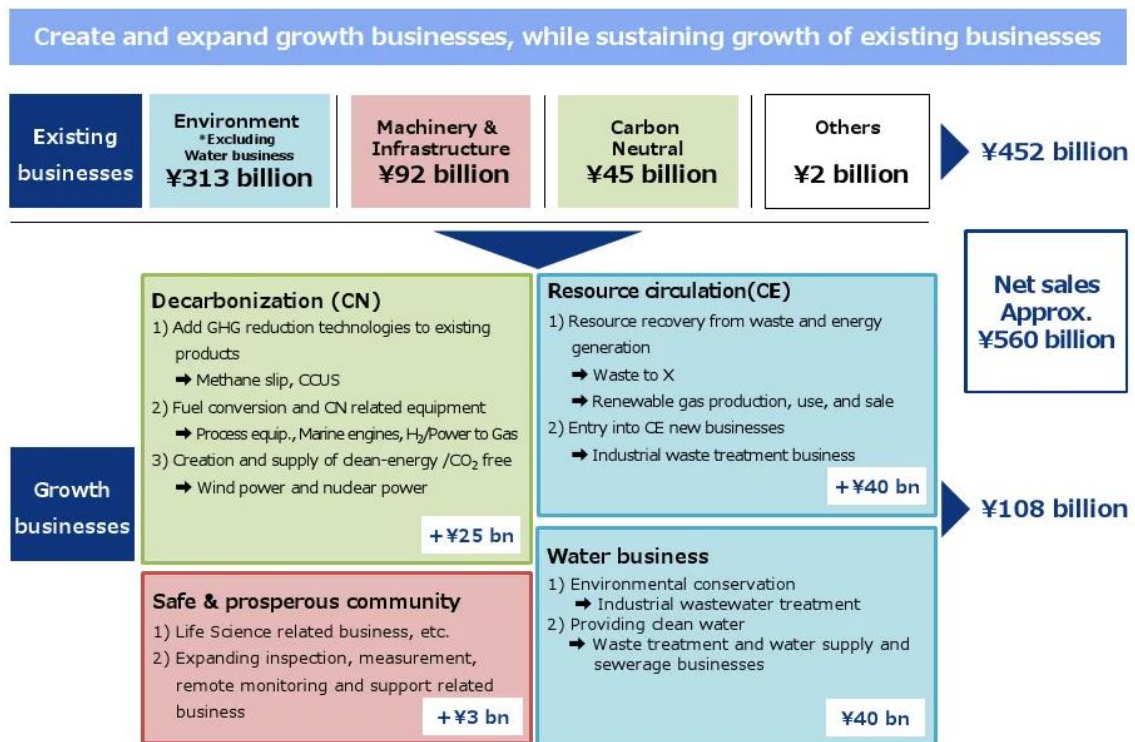 Create and expand growth businesses, while sustaining growth of existing businesses
Existing
businesses
Environment
*Excluding
Water business
¥313 billion
Machinery &
Infrastructure
¥92 billion
Carbon
Neutral
¥45 billion
Others
¥2 billion
¥452 billion
Net sales
Approx.
¥560 billion
Growth
businesses
Decarbonization (CN)
1) Add GHG reduction technologies to existing
products
➡ Methane slip, CCUS
2) Fuel conversion and CN related equipment
➡ Process equip., Marine engines, H₂/Power to Gas
3) Creation and supply of clean-energy /CO₂ free
➡ Wind power and nuclear power
+¥25 bn
Resource circulation(CE)
1) Resource recovery from waste and energy
generation
➡ Waste to X
➡ Renewable gas production, use, and sale
2) Entry into CE new businesses
➡ Industrial waste treatment business
+¥40 bn
¥108 billion
Safe & prosperous community
1) Life Science related business, etc.
2) Expanding inspection, measurement,
remote monitoring and support related
business
+¥3 bn
Water business
1) Environmental conservation
➡ Industrial wastewater treatment
2) Providing clean water
➡ Waste treatment and water supply and
sewerage businesses
¥40 bn